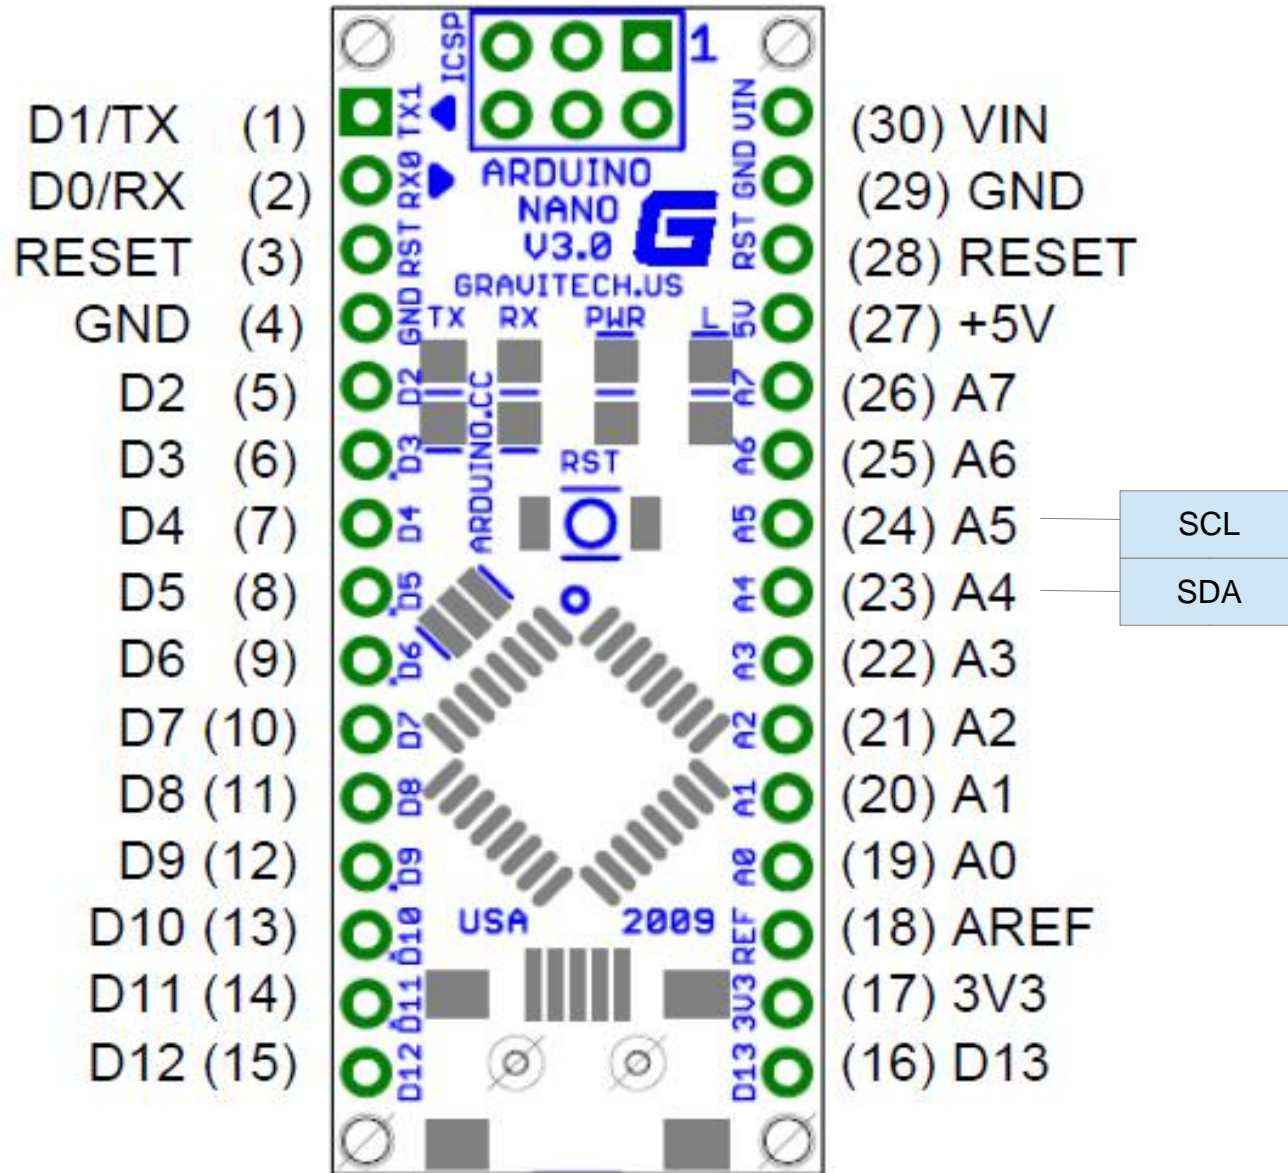 D1/TX (1)
D0/RX (2)
RESET (3)
GND (4)
D2 (5)
D3 (6)
D4 (7)
D5 (8)
D6 (9)
D7 (10)
D8 (11)
D9 (12)
D10 (13)
D11 (14)
D12 (15)
TX1
RX0
RST
GND
D2
D3
D4
D5
D6
D7
D8
D9
D10
D11
D12
ICSP
1
ARDUINO
NANO
V3.0
G
GRAVITECH.US
TX RX PWR L
ARDUINO.CC
RST
USA 2009
VIN
GND
RST
5V
A7
A6
A5
A4
A3
A2
A1
A0
REF
3V3
D13
(30) VIN
(29) GND
(28) RESET
(27) +5V
(26) A7
(25) A6
(24) A5
(23) A4
(22) A3
(21) A2
(20) A1
(19) A0
(18) AREF
(17) 3V3
(16) D13
SCL
SDA